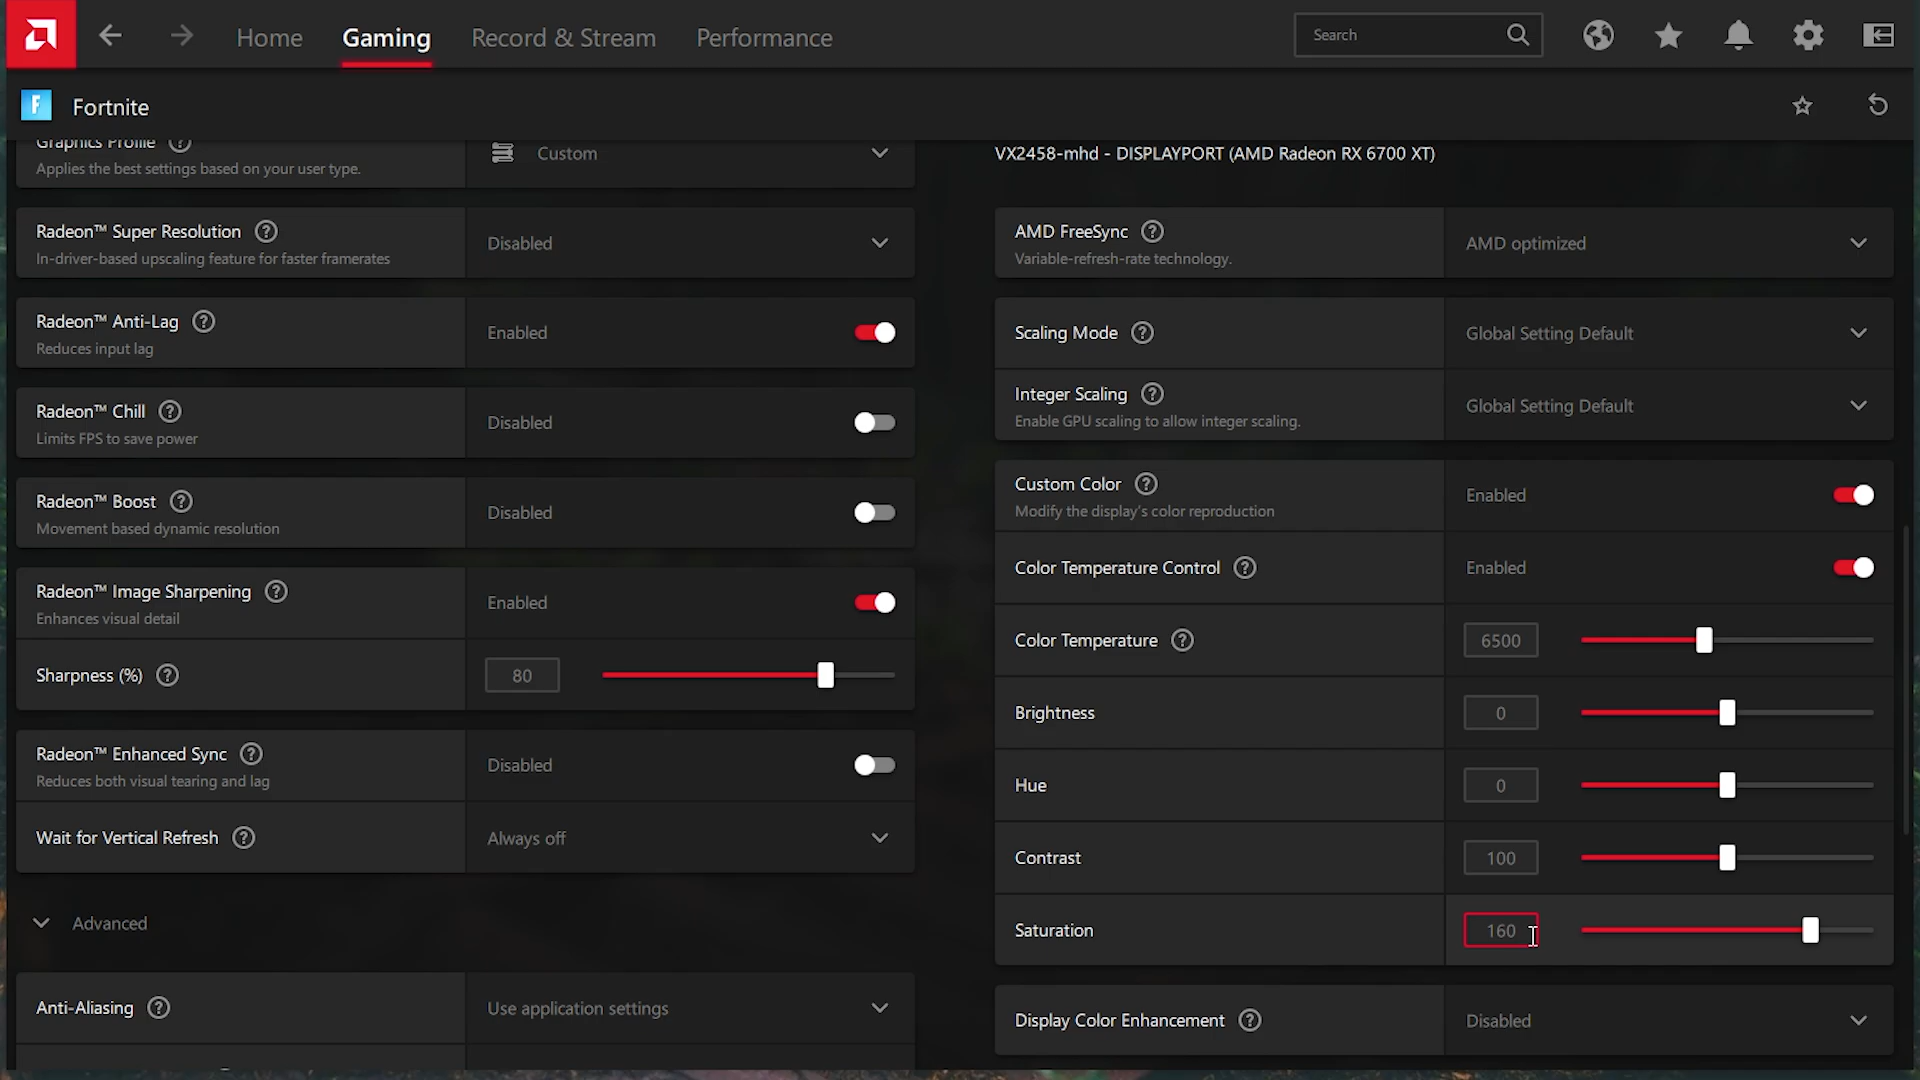 Home
Gaming
Record & Stream
Performance
Search
F
Fortnite
Graphics Profile
Applies the best settings based on your user type.
Custom
Radeon™ Super Resolution
In-driver-based upscaling feature for faster framerates
Disabled
Radeon™ Anti-Lag
Reduces input lag
Enabled
Radeon™ Chill
Limits FPS to save power
Disabled
Radeon™ Boost
Movement based dynamic resolution
Disabled
Radeon™ Image Sharpening
Enhances visual detail
Enabled
Sharpness (%)
80
Radeon™ Enhanced Sync
Reduces both visual tearing and lag
Disabled
Wait for Vertical Refresh
Always off
Advanced
Anti-Aliasing
Use application settings
VX2458-mhd - DISPLAYPORT (AMD Radeon RX 6700 XT)
AMD FreeSync
Variable-refresh-rate technology.
AMD optimized
Scaling Mode
Global Setting Default
Integer Scaling
Enable GPU scaling to allow integer scaling.
Global Setting Default
Custom Color
Modify the display's color reproduction
Enabled
Color Temperature Control
Enabled
Color Temperature
6500
Brightness
0
Hue
0
Contrast
100
Saturation
160
Display Color Enhancement
Disabled